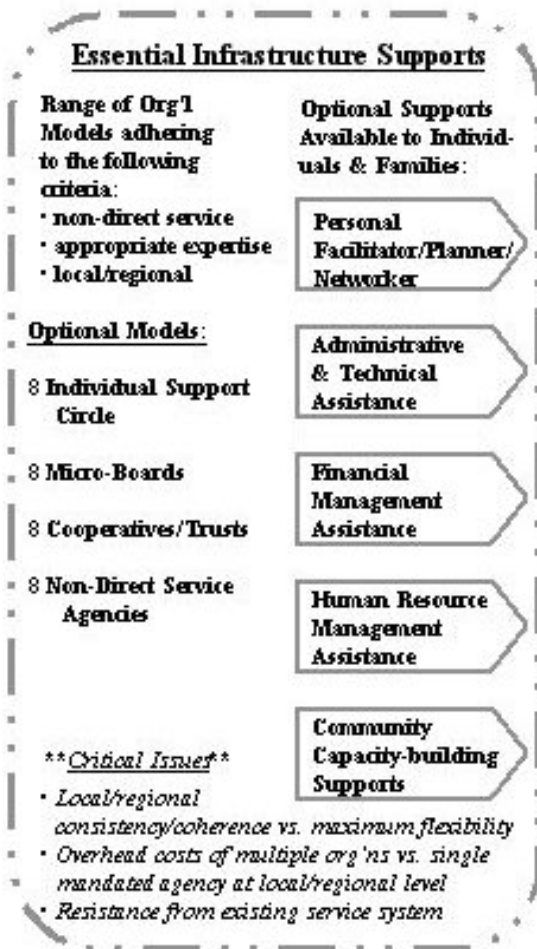 Essential Infrastructure Supports
Range of Org'l
Models adhering
to the following
criteria:
• non-direct service
• appropriate expertise
• local/regional
Optional Models:
8 Individual Support
Circle
8 Micro-Boards
8 Cooperatives/Trusts
8 Non-Direct Service
Agencies
Optional Supports
Available to Individ-
uals & Families:
Personal
Facilitator/Planner/
Networker
Administrative
& Technical
Assistance
Financial
Management
Assistance
Human Resource
Management
Assistance
Community
Capacity-building
Supports
**Critical Issues**
• Local/regional
consistency/coherence vs. maximum flexibility
• Overhead costs of multiple org'ns vs. single
mandated agency at local/regional level
• Resistance from existing service system